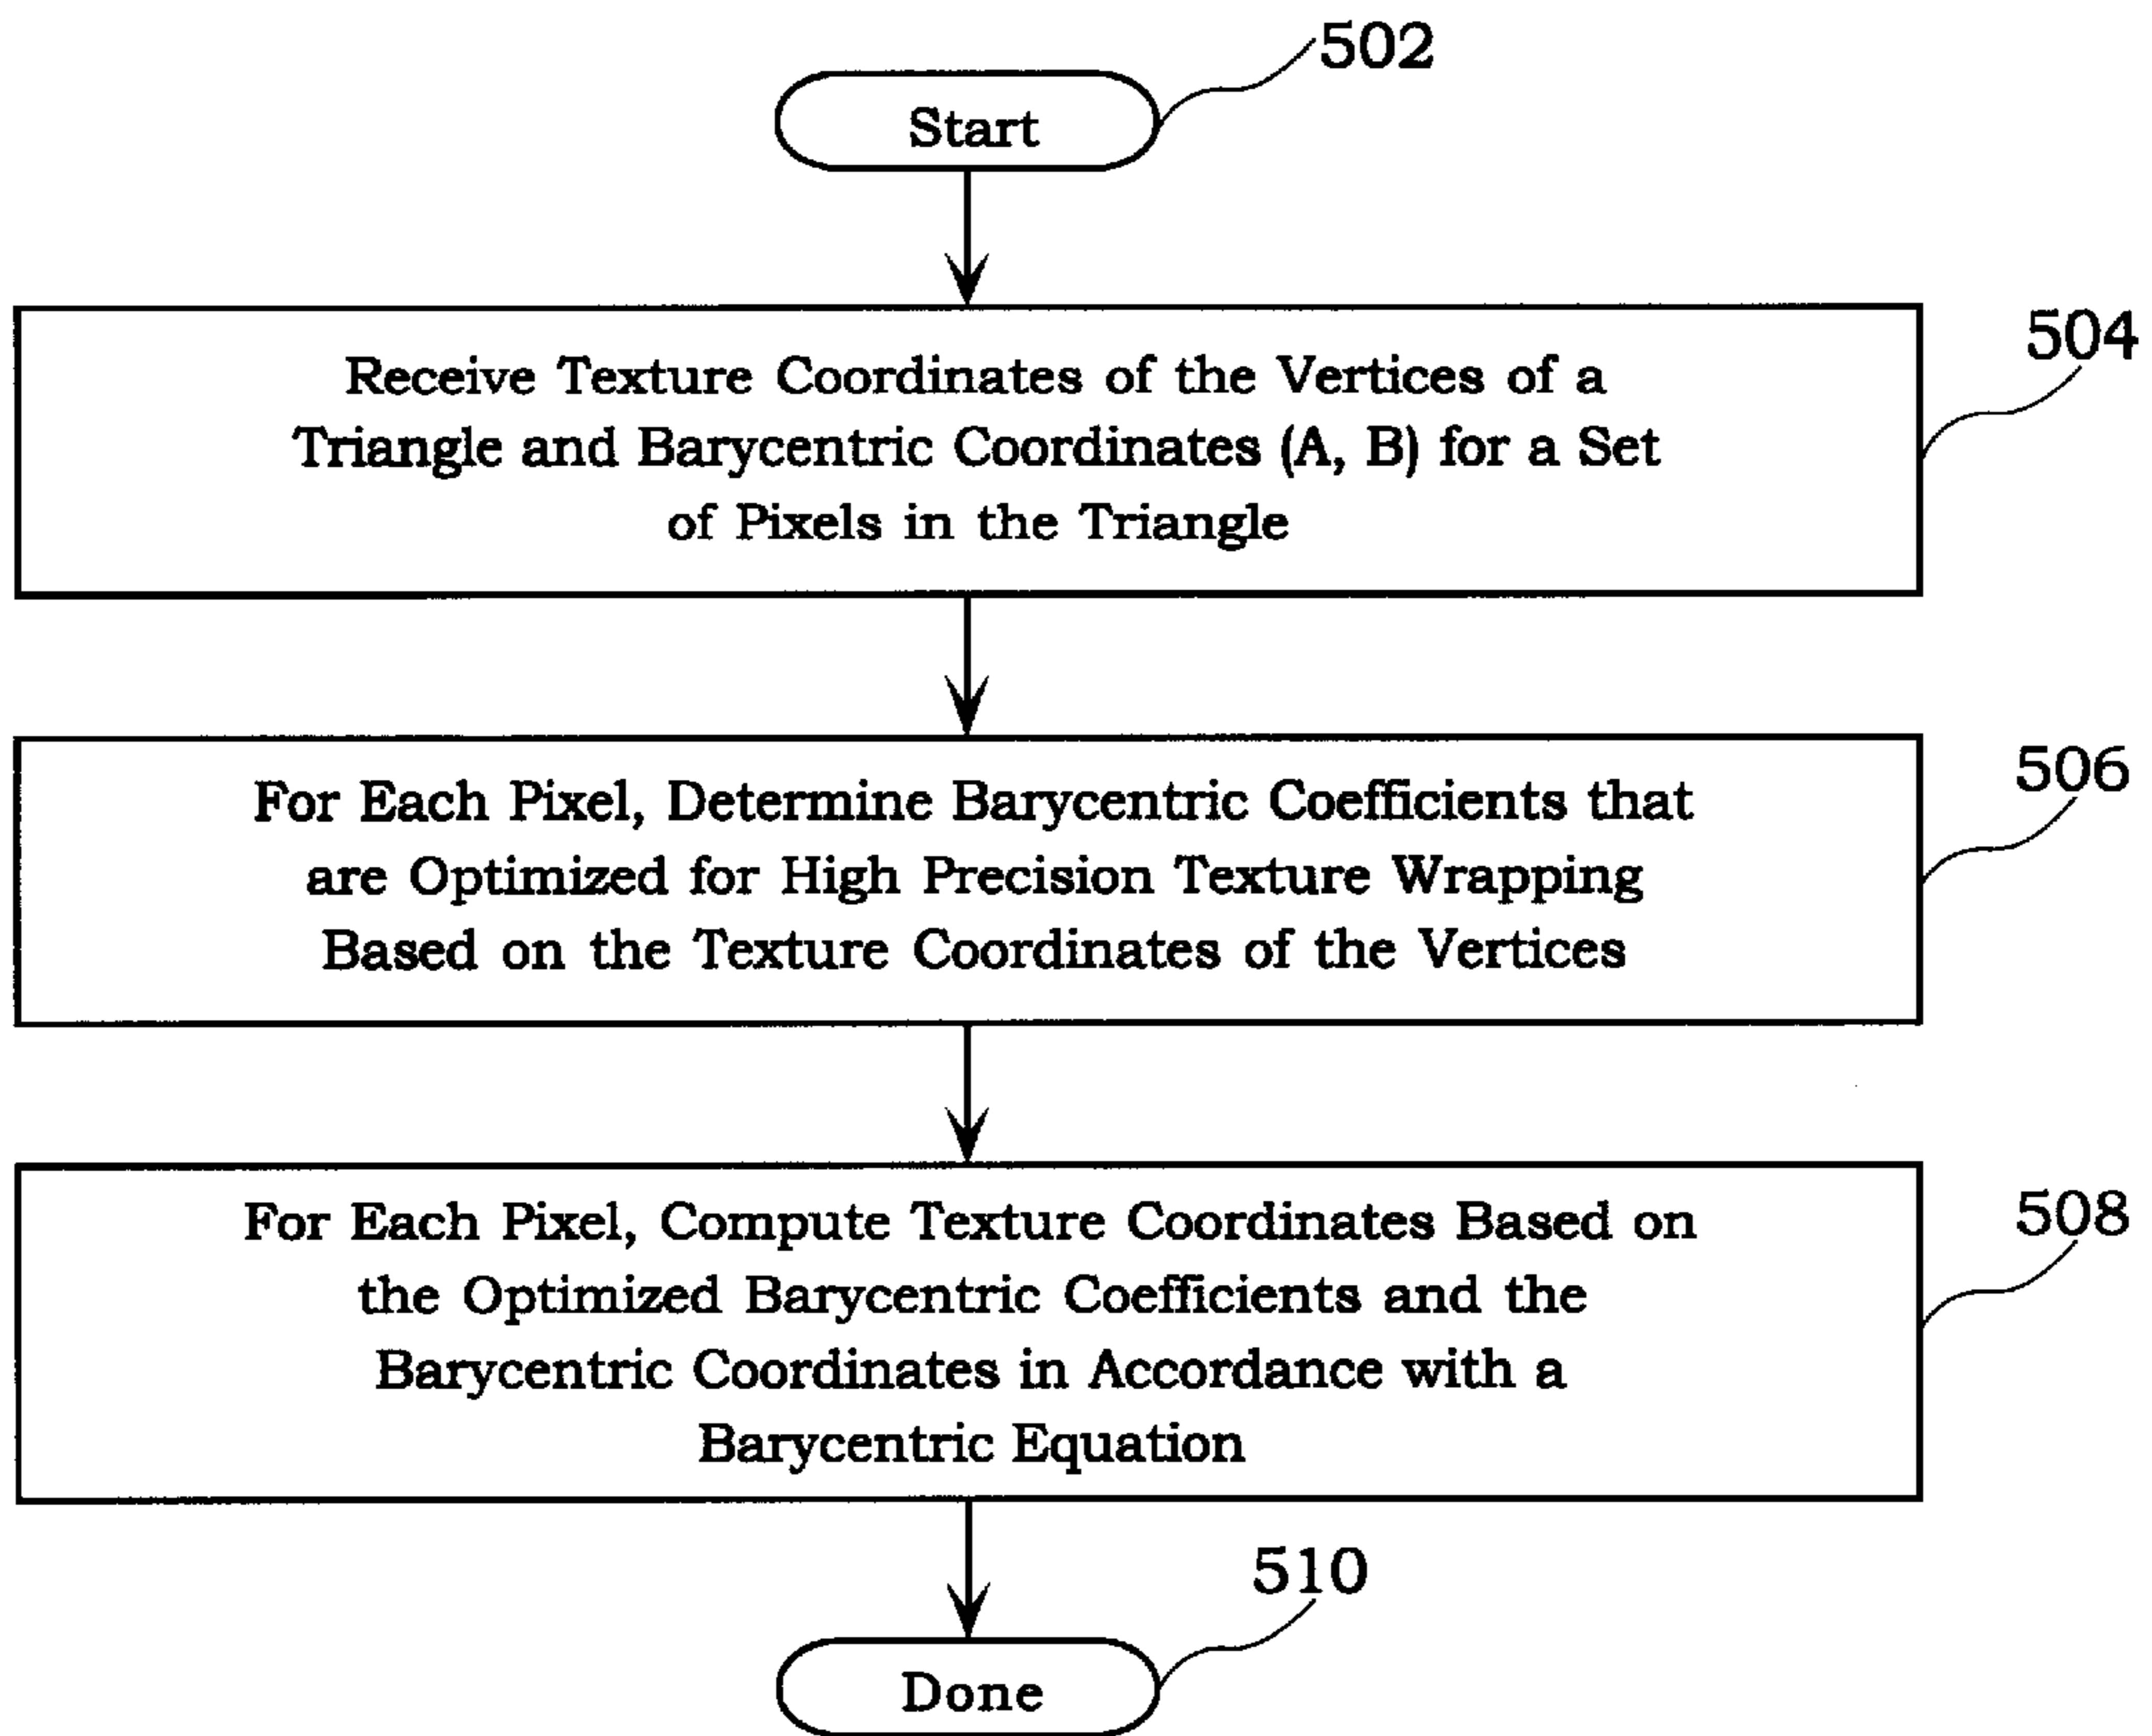 502
Start
504
Receive Texture Coordinates of the Vertices of a
Triangle and Barycentric Coordinates (A, B) for a Set
of Pixels in the Triangle
506
For Each Pixel, Determine Barycentric Coefficients that
are Optimized for High Precision Texture Wrapping
Based on the Texture Coordinates of the Vertices
508
For Each Pixel, Compute Texture Coordinates Based on
the Optimized Barycentric Coefficients and the
Barycentric Coordinates in Accordance with a
Barycentric Equation
510
Done